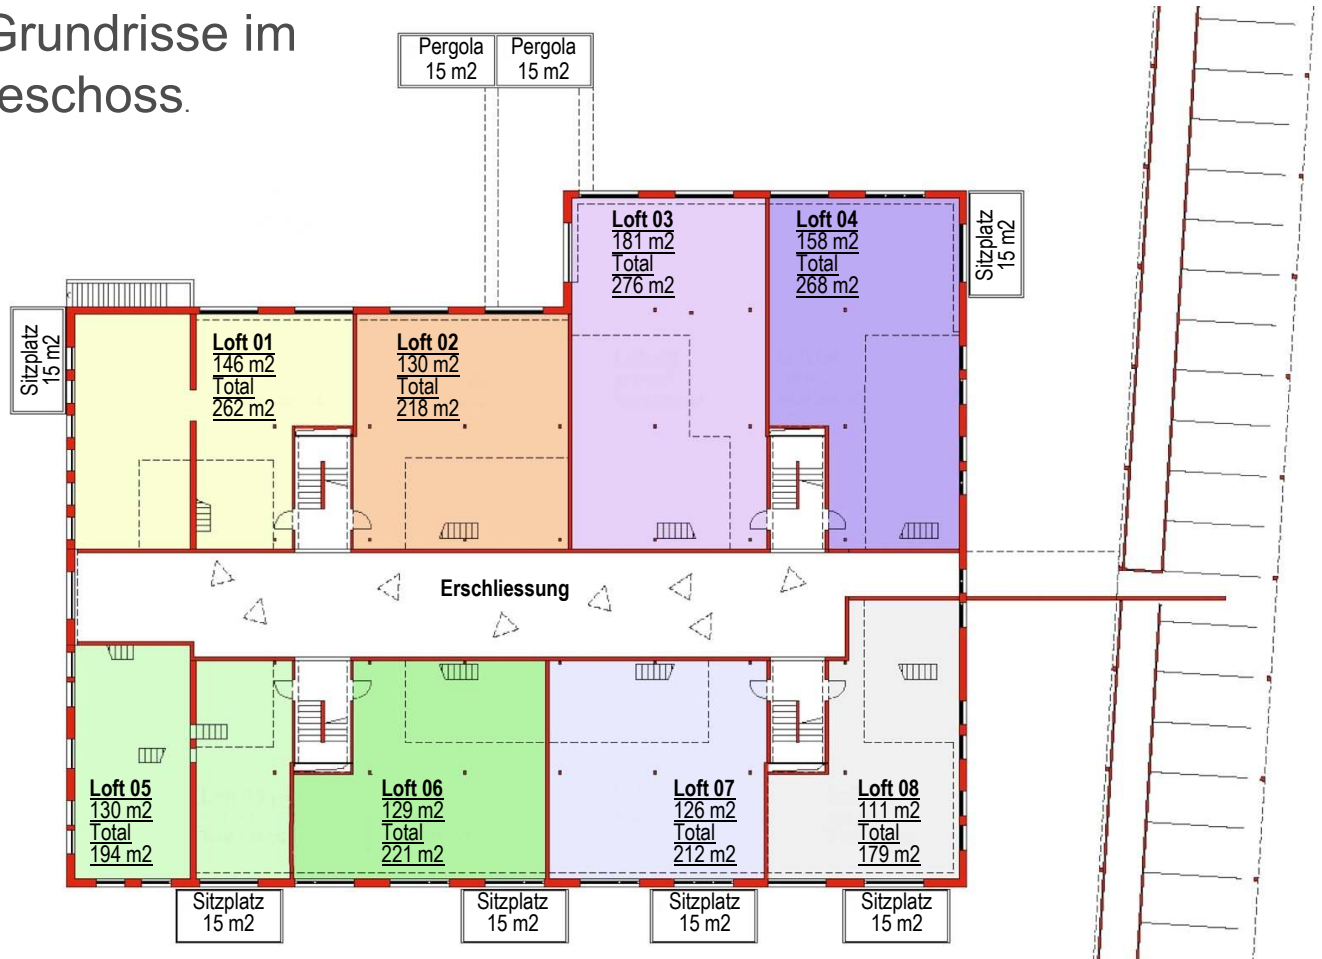 Grundrisse im
eschoss.
Pergola
15 m2
Pergola
15 m2
Loft 03
181 m2
Total
276 m2
Loft 04
158 m2
Total
268 m2
Sitzplatz
15 m2
Sitzplatz
15 m2
Loft 01
146 m2
Total
262 m2
Loft 02
130 m2
Total
218 m2
Erschliessung
Loft 05
130 m2
Total
194 m2
Loft 06
129 m2
Total
221 m2
Loft 07
126 m2
Total
212 m2
Loft 08
111 m2
Total
179 m2
Sitzplatz
15 m2
Sitzplatz
15 m2
Sitzplatz
15 m2
Sitzplatz
15 m2